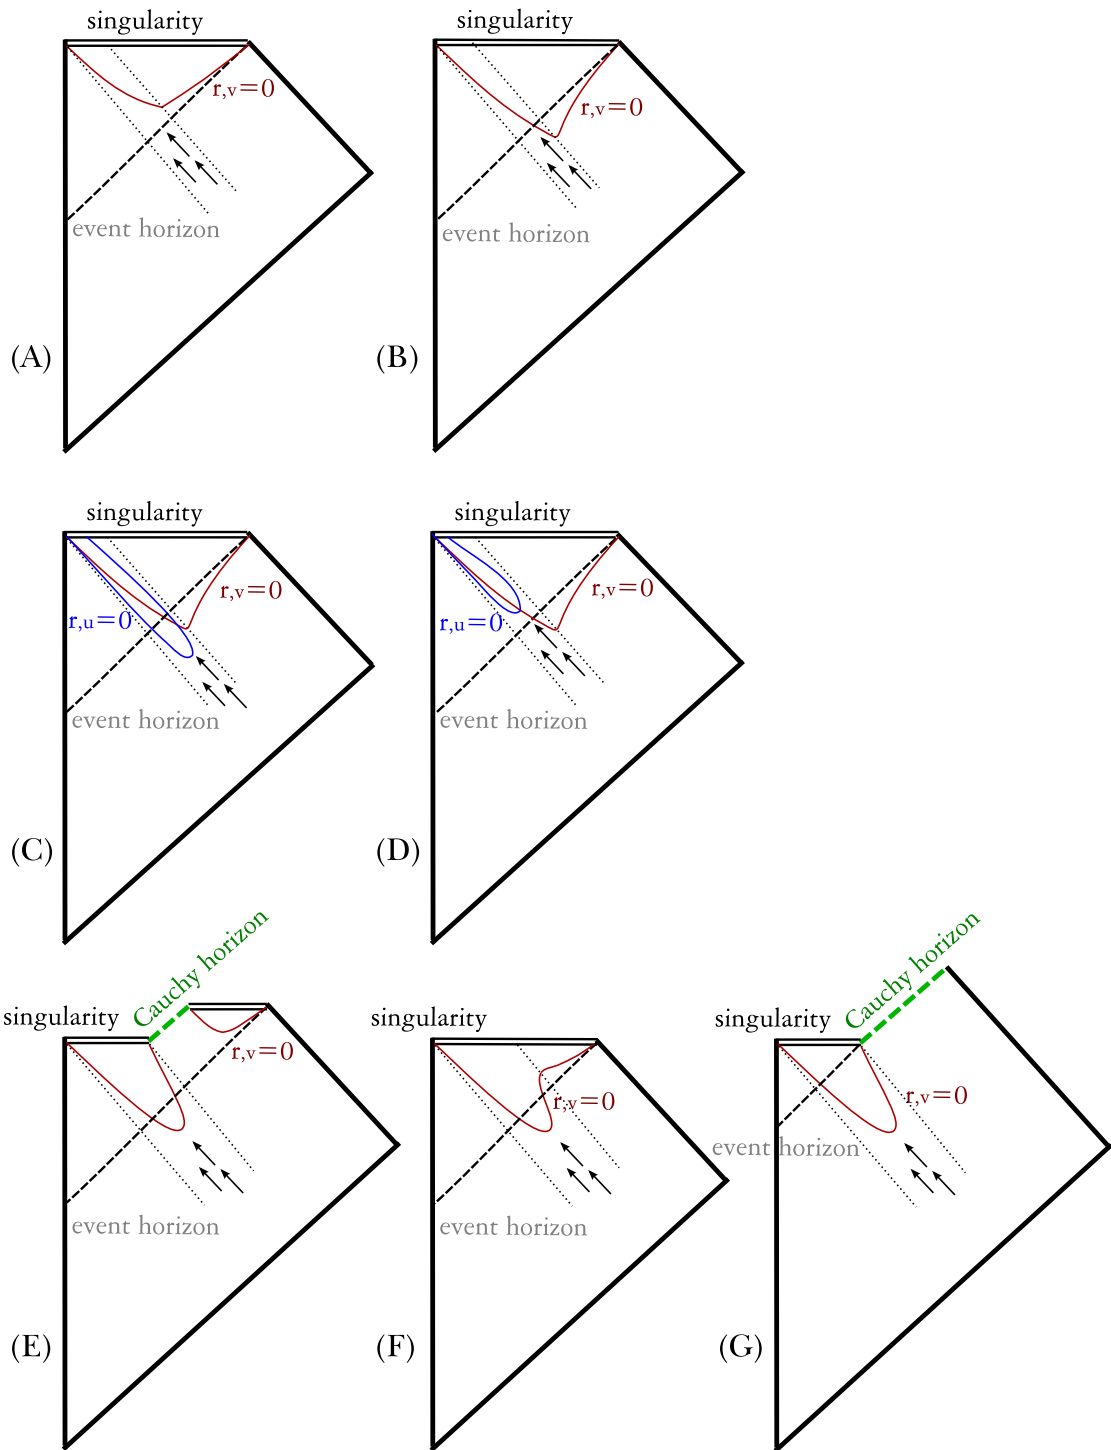 singularity
singularity
r,v=0
r,v=0
event horizon
event horizon
(A)
(B)
singularity
singularity
r,v=0
r,v=0
r,u=0
r,u=0
event horizon
event horizon
(C)
(D)
Cauchy horizon
Cauchy horizon
singularity
singularity
singularity
r,v=0
r,v=0
r,v=0
event horizon
event horizon
event horizon
(E)
(F)
(G)